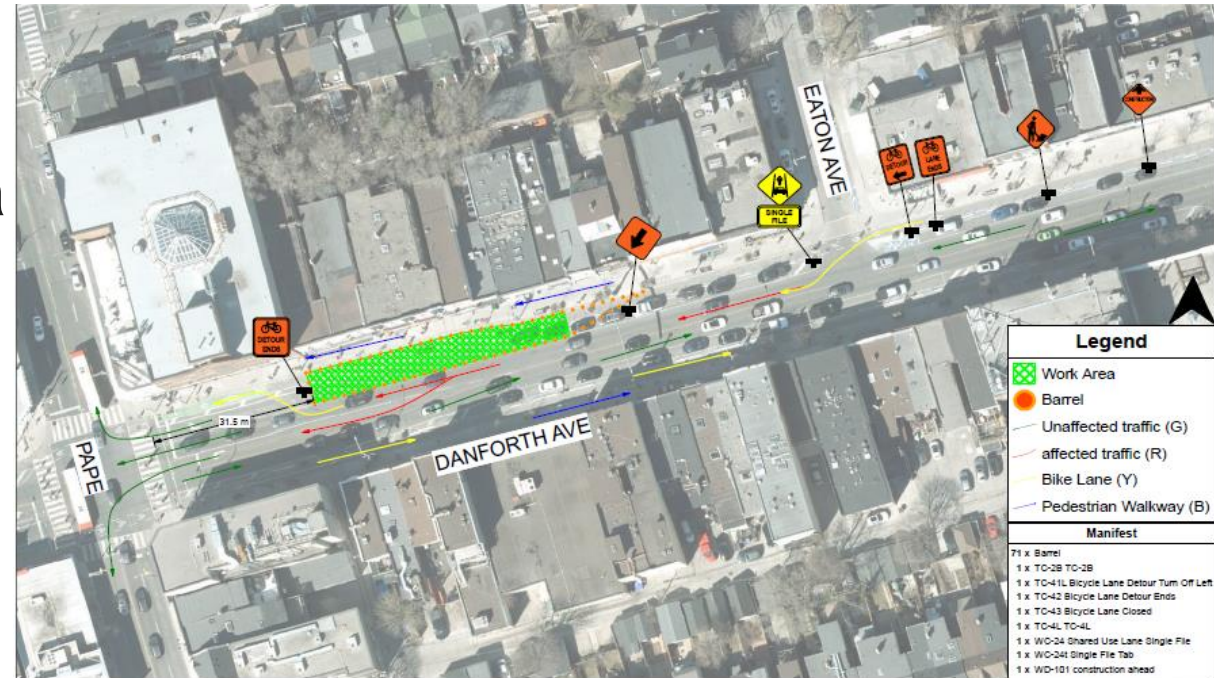 EATON AVE
CONSTRUCTION
DETOUR
LANE
ENDS
SINGLE
FILE
DETOUR
ENDS
31.5 m
PAPE
DANFORTH AVE
Legend
Work Area
Barrel
Unaffected traffic (G)
affected traffic (R)
Bike Lane (Y)
Pedestrian Walkway (B)
Manifest
71 x Barrel
1 x TC-2B TC-2B
1 x TC-41L Bicycle Lane Detour Turn Off Left
1 x TC-42 Bicycle Lane Detour Ends
1 x TC-43 Bicycle Lane Closed
1 x TC-4L TC-4L
1 x WC-24 Shared Use Lane Single File
1 x WC-24t Single File Tab
1 x WD-101 construction ahead